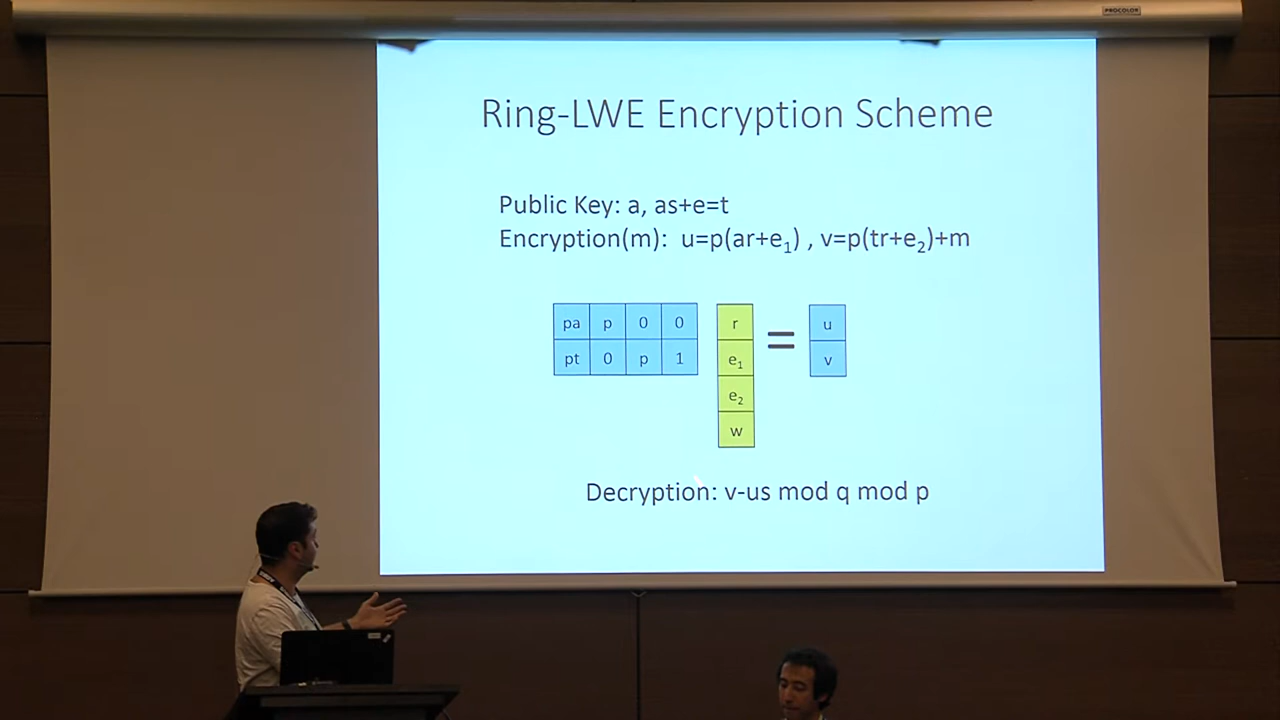 PROCOLOR
Ring-LWE Encryption Scheme
Public Key: a, as+e=t
Encryption(m): u=p(ar+e₁) , v=p(tr+e₂)+m
pa p 0 0 r = u
pt 0 p 1 e₁ v
e₂
w
Decryption: v-us mod q mod p